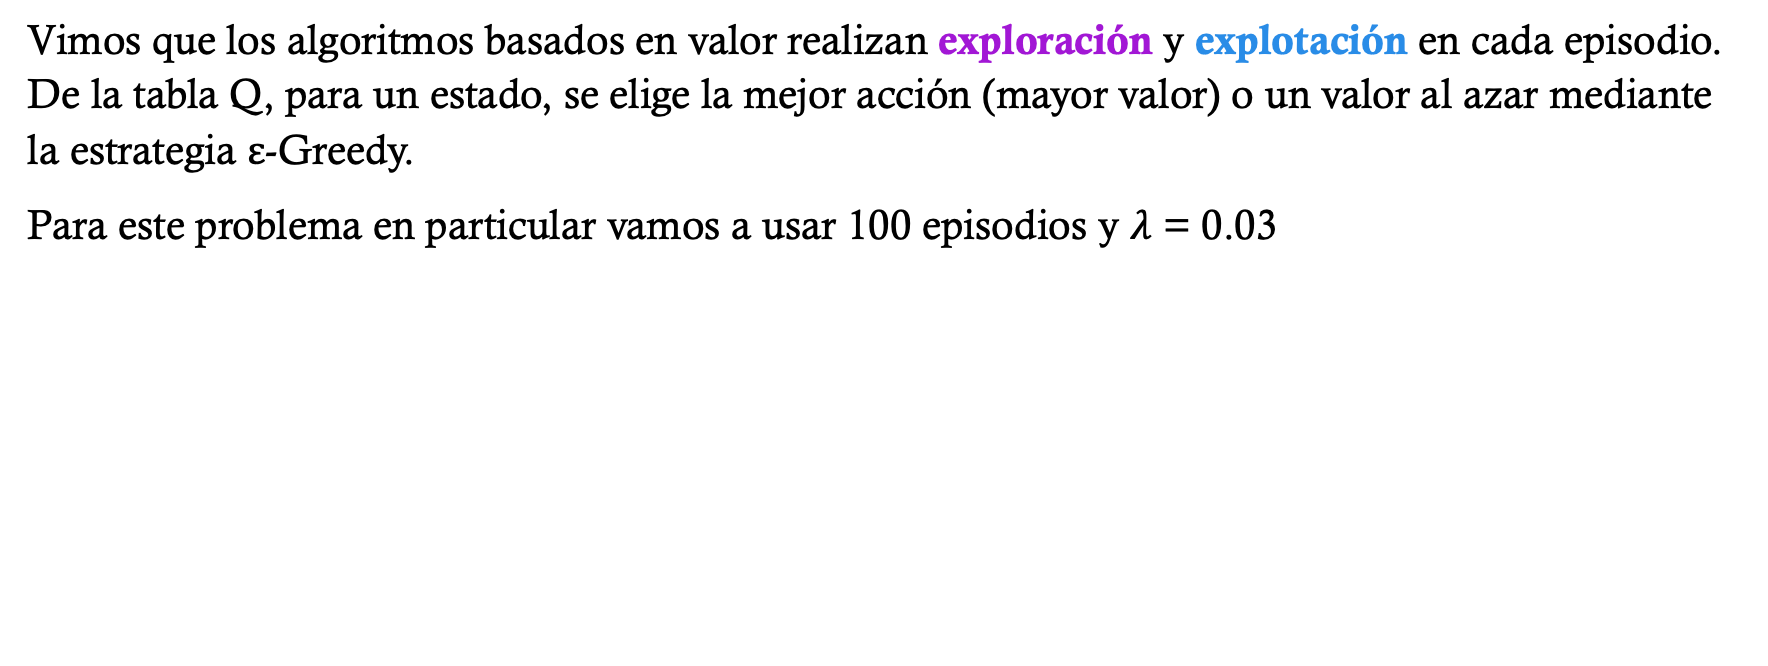 Vimos que los algoritmos basados en valor realizan exploración y explotación en cada episodio.
De la tabla Q, para un estado, se elige la mejor acción (mayor valor) o un valor al azar mediante
la estrategia ε-Greedy.
Para este problema en particular vamos a usar 100 episodios y λ = 0.03